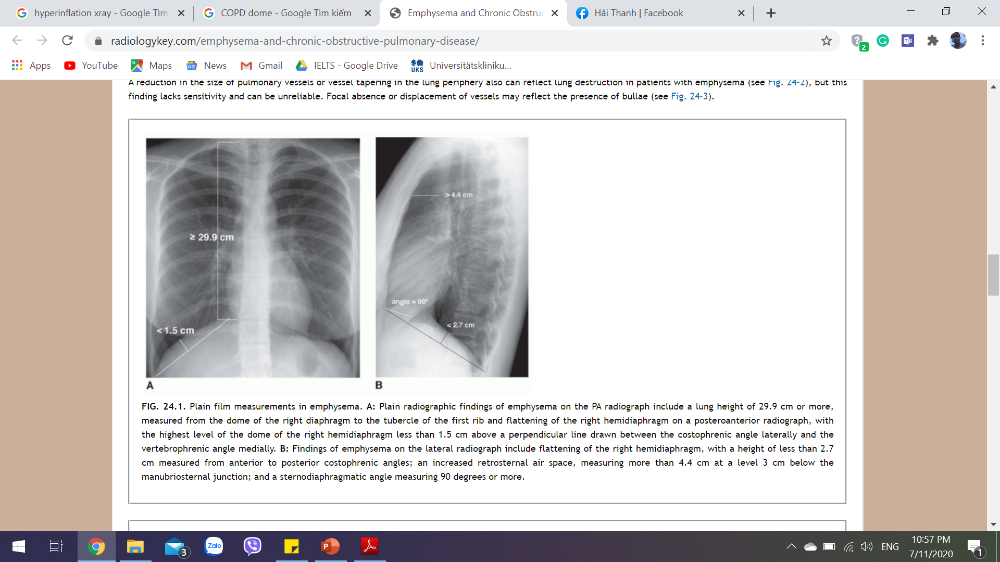 hyperinflation xray - Google Tìm
COPD dome - Google Tìm kiếm
Emphysema and Chronic Obstruc
Hải Thanh | Facebook
radiologykey.com/emphysema-and-chronic-obstructive-pulmonary-disease/
2
Apps
YouTube
Maps
News
Gmail
IELTS - Google Drive
UKS
Universitätskliniku...
A reduction in the size of pulmonary vessels or vessel tapering in the lung periphery also can reflect lung destruction in patients with emphysema (see Fig. 24-2), but this
finding lacks sensitivity and can be unreliable. Focal absence or displacement of vessels may reflect the presence of bullae (see Fig. 24-3).
≥ 29.9 cm
< 1.5 cm
A
> 4.4 cm
angle > 90°
< 2.7 cm
B
FIG. 24.1. Plain film measurements in emphysema. A: Plain radiographic findings of emphysema on the PA radiograph include a lung height of 29.9 cm or more,
measured from the dome of the right diaphragm to the tubercle of the first rib and flattening of the right hemidiaphragm on a posteroanterior radiograph, with
the highest level of the dome of the right hemidiaphragm less than 1.5 cm above a perpendicular line drawn between the costophrenic angle laterally and the
vertebrophrenic angle medially. B: Findings of emphysema on the lateral radiograph include flattening of the right hemidiaphragm, with a height of less than 2.7
cm measured from anterior to posterior costophrenic angles; an increased retrosternal air space, measuring more than 4.4 cm at a level 3 cm below the
manubriosternal junction; and a sternodiaphragmatic angle measuring 90 degrees or more.
3
Zalo
ENG
10:57 PM
7/11/2020
1